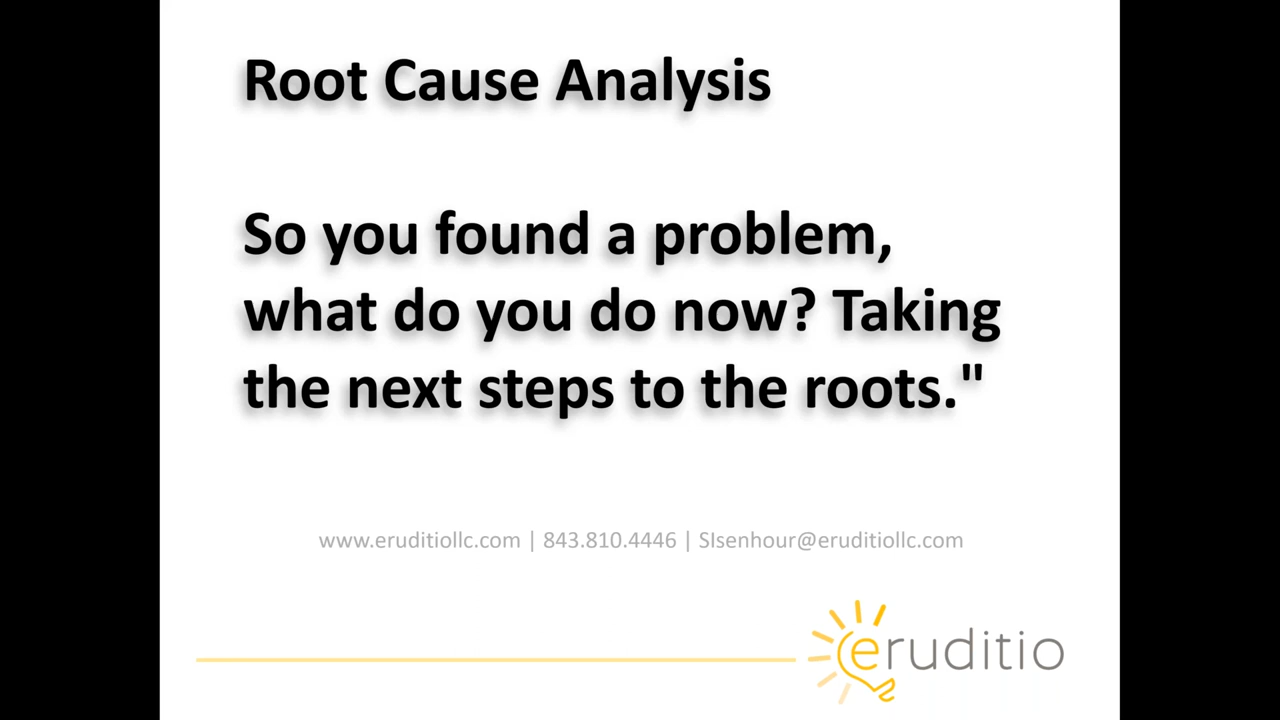 Root Cause Analysis
So you found a problem,
what do you do now? Taking
the next steps to the roots."
www.eruditiollc.com | 843.810.4446 | SIsenhour@eruditiollc.com
eruditio